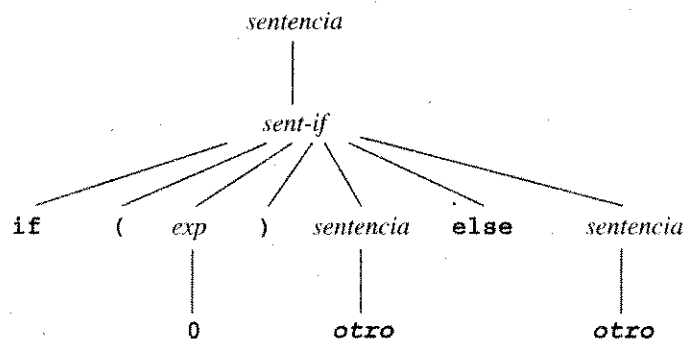 sentencia
sent-if
if ( exp ) sentencia else sentencia
0 otro otro